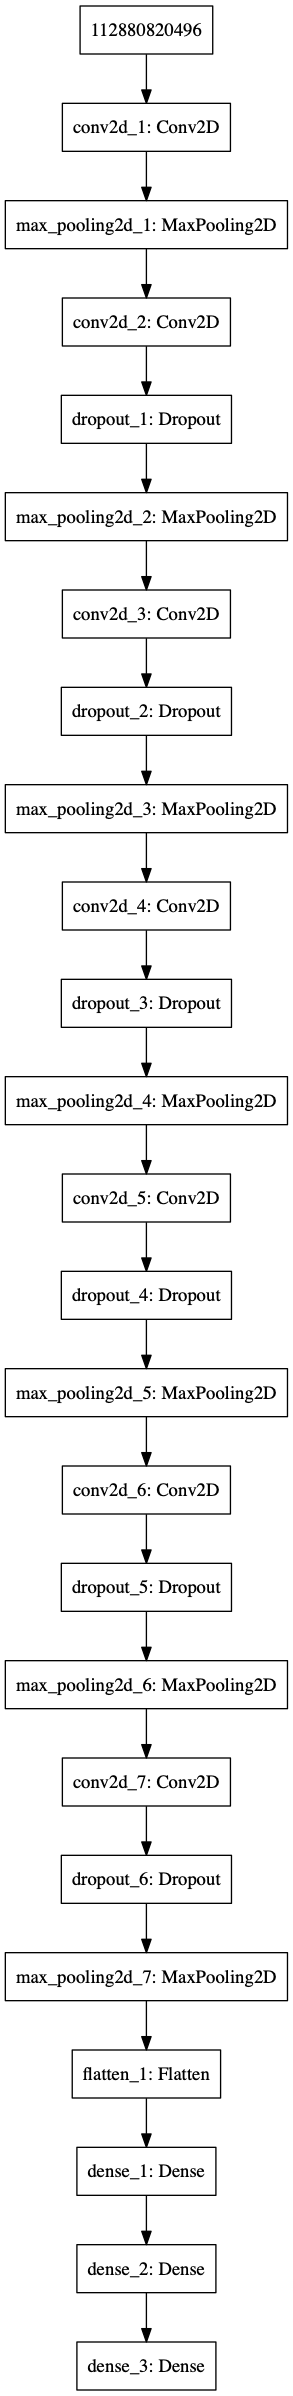 112880820496
conv2d_1: Conv2D
max_pooling2d_1: MaxPooling2D
conv2d_2: Conv2D
dropout_1: Dropout
max_pooling2d_2: MaxPooling2D
conv2d_3: Conv2D
dropout_2: Dropout
max_pooling2d_3: MaxPooling2D
conv2d_4: Conv2D
dropout_3: Dropout
max_pooling2d_4: MaxPooling2D
conv2d_5: Conv2D
dropout_4: Dropout
max_pooling2d_5: MaxPooling2D
conv2d_6: Conv2D
dropout_5: Dropout
max_pooling2d_6: MaxPooling2D
conv2d_7: Conv2D
dropout_6: Dropout
max_pooling2d_7: MaxPooling2D
flatten_1: Flatten
dense_1: Dense
dense_2: Dense
dense_3: Dense